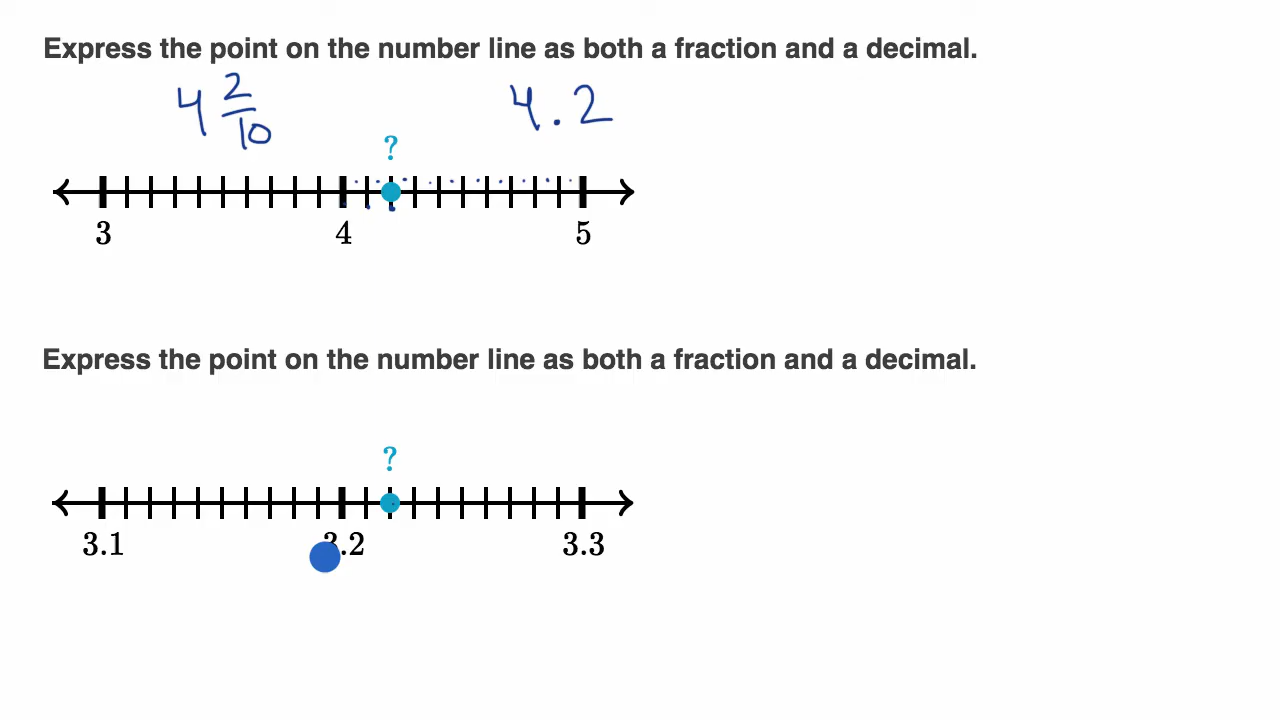 Express the point on the number line as both a fraction and a decimal.
4 2/10 4.2
?
3 4 5
Express the point on the number line as both a fraction and a decimal.
?
3.1 3.2 3.3